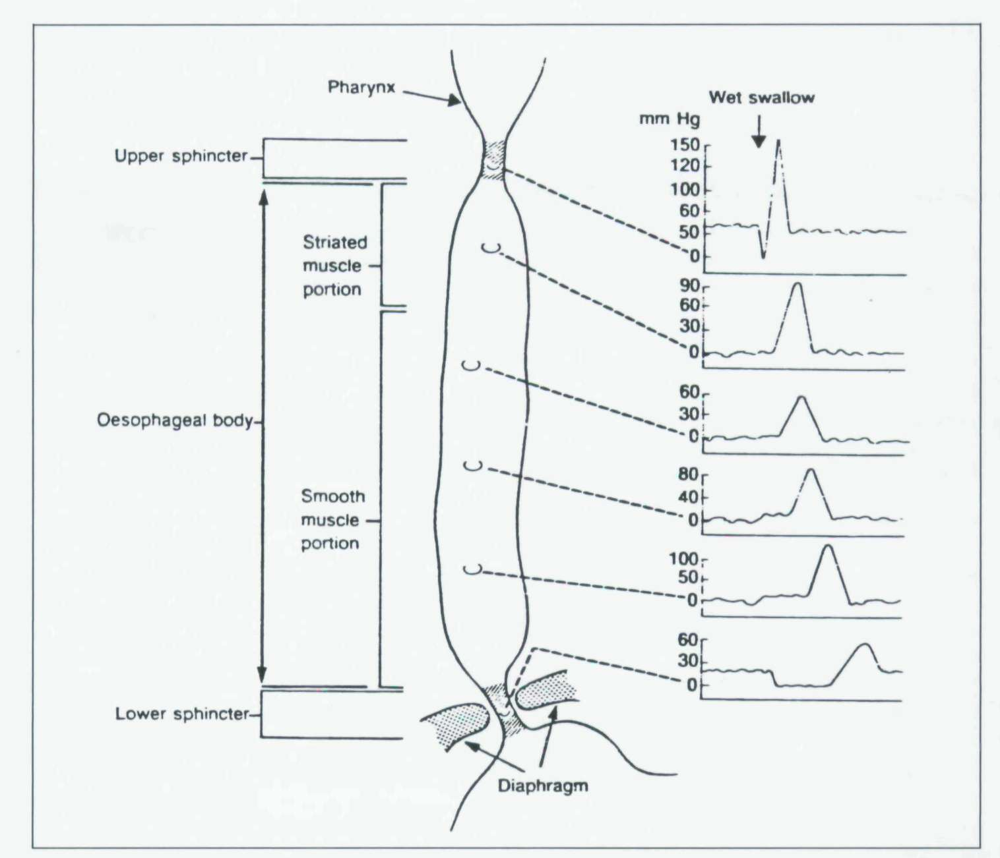 Pharynx
Upper sphincter
Striated
muscle
portion
Oesophageal body
Smooth
muscle
portion
Lower sphincter
Diaphragm
Wet swallow
mm Hg
150
120
100
60
50
0
90
60
30
0
60
30
0
80
40
0
100
50
0
60
30
0